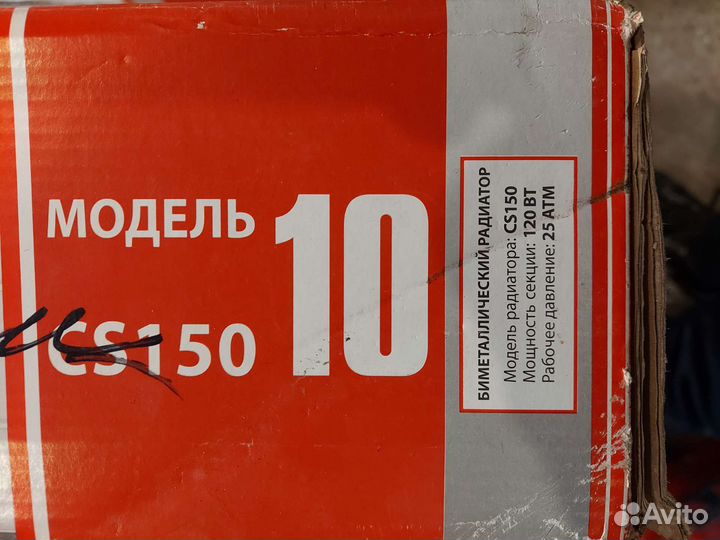 МОДЕЛЬ
CS150
10
БИМЕТАЛЛИЧЕСКИЙ РАДИАТОР
Модель радиатора: CS150
Мощность секции: 120 ВТ
Рабочее давление: 25 АТМ
Avito